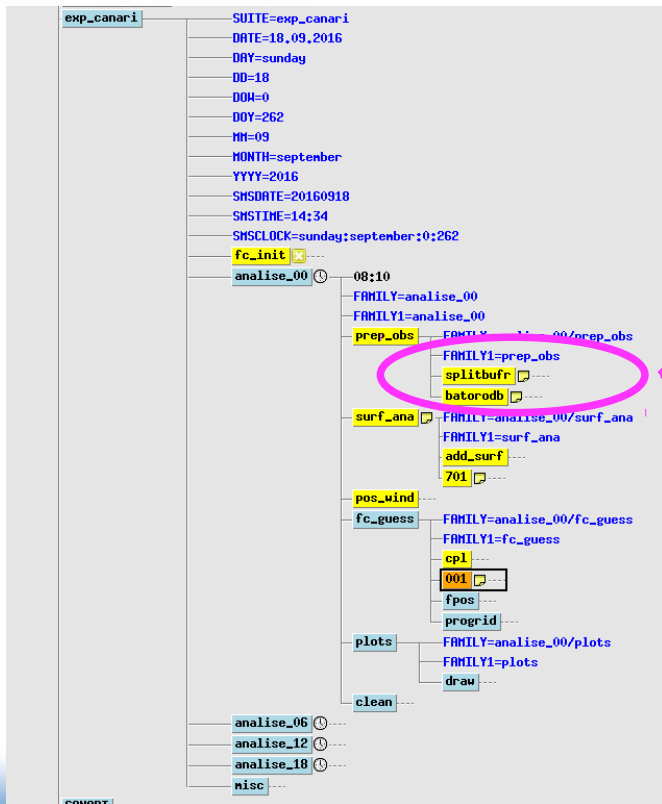 exp_canari
SUITE=exp_canari
DATE=18.09.2016
DAY=sunday
DD=18
DOW=0
DOY=262
MM=09
MONTH=september
YYYY=2016
SMSDATE=20160918
SMSTIME=14:34
SMSCLOCK=sunday:september:0:262
fc_init
analise_00 08:10
FAMILY=analise_00
FAMILY1=analise_00
prep_obs FAMILY=analise_00/prep_obs
FAMILY1=prep_obs
splitbufr
batorodb
surf_ana FAMILY=analise_00/surf_ana
FAMILY1=surf_ana
add_surf
701
pos_wind
fc_guess FAMILY=analise_00/fc_guess
FAMILY1=fc_guess
cpl
001
fpos
progrid
plots FAMILY=analise_00/plots
FAMILY1=plots
draw
clean
analise_06
analise_12
analise_18
misc